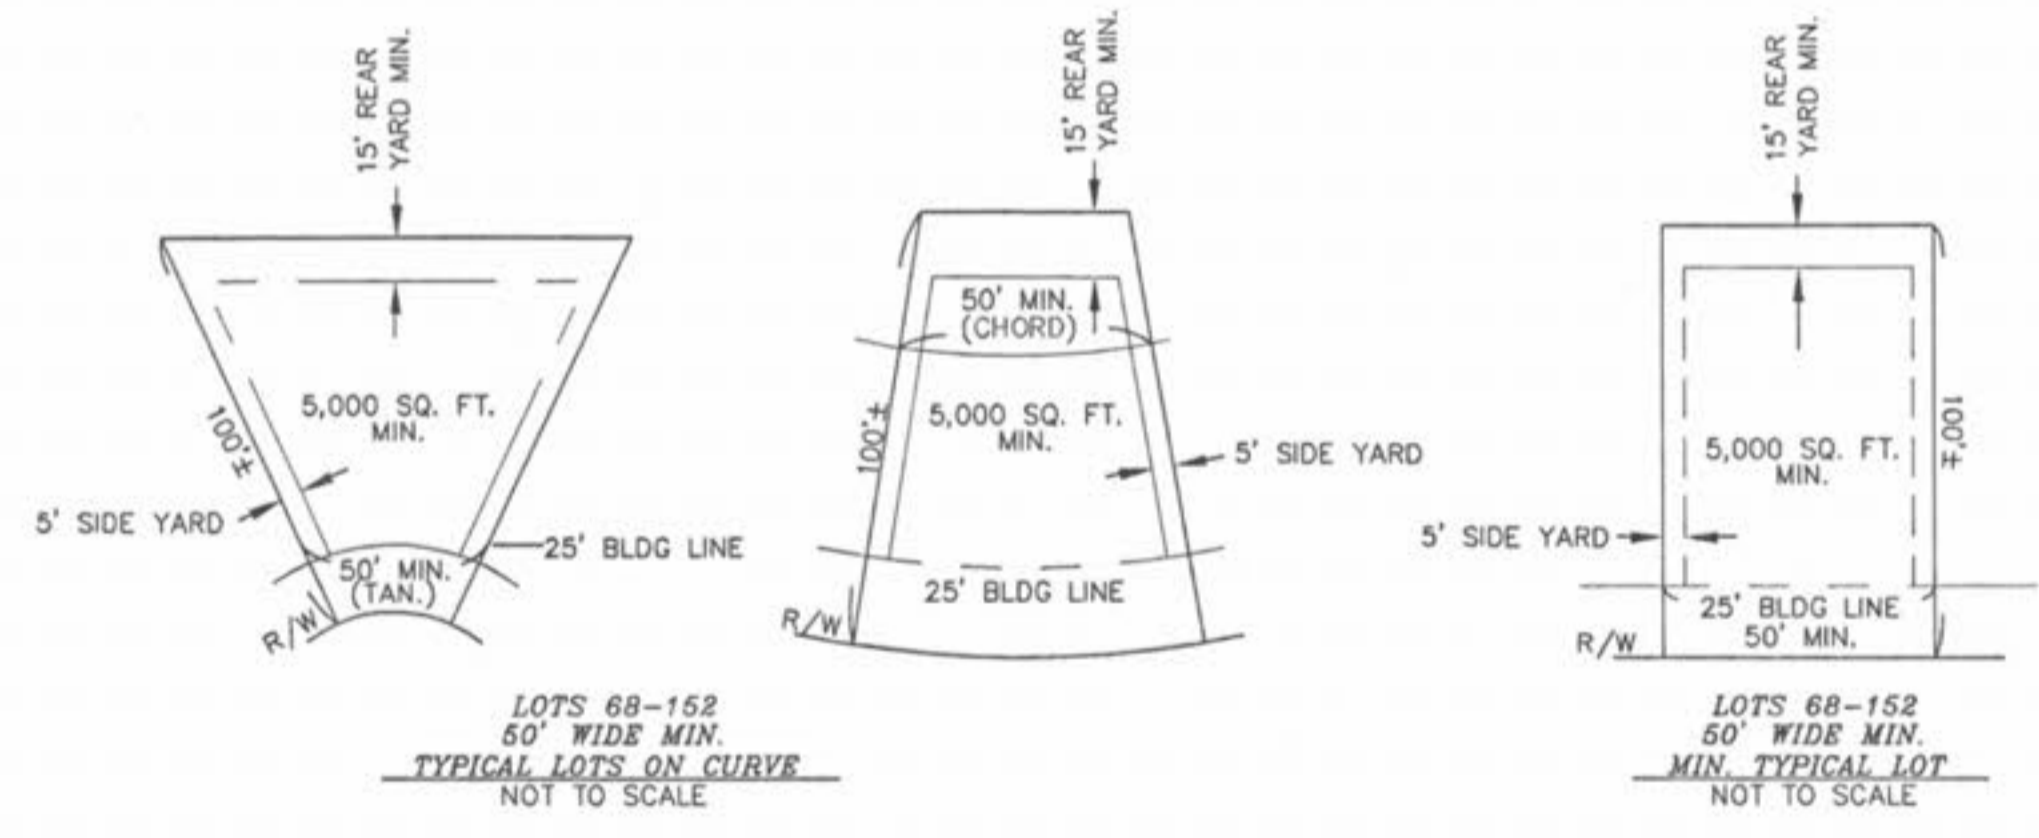 15' REAR
YARD MIN.
5,000 SQ. FT.
MIN.
100'±
5' SIDE YARD
25' BLDG LINE
50' MIN.
(TAN.)
R/W
15' REAR
YARD MIN.
50' MIN.
(CHORD)
5,000 SQ. FT.
MIN.
100'±
5' SIDE YARD
25' BLDG LINE
R/W
LOTS 68-152
50' WIDE MIN.
TYPICAL LOTS ON CURVE
NOT TO SCALE
15' REAR
YARD MIN.
5,000 SQ. FT.
MIN.
100'±
5' SIDE YARD
25' BLDG LINE
50' MIN.
R/W
LOTS 68-152
50' WIDE MIN.
MIN. TYPICAL LOT
NOT TO SCALE